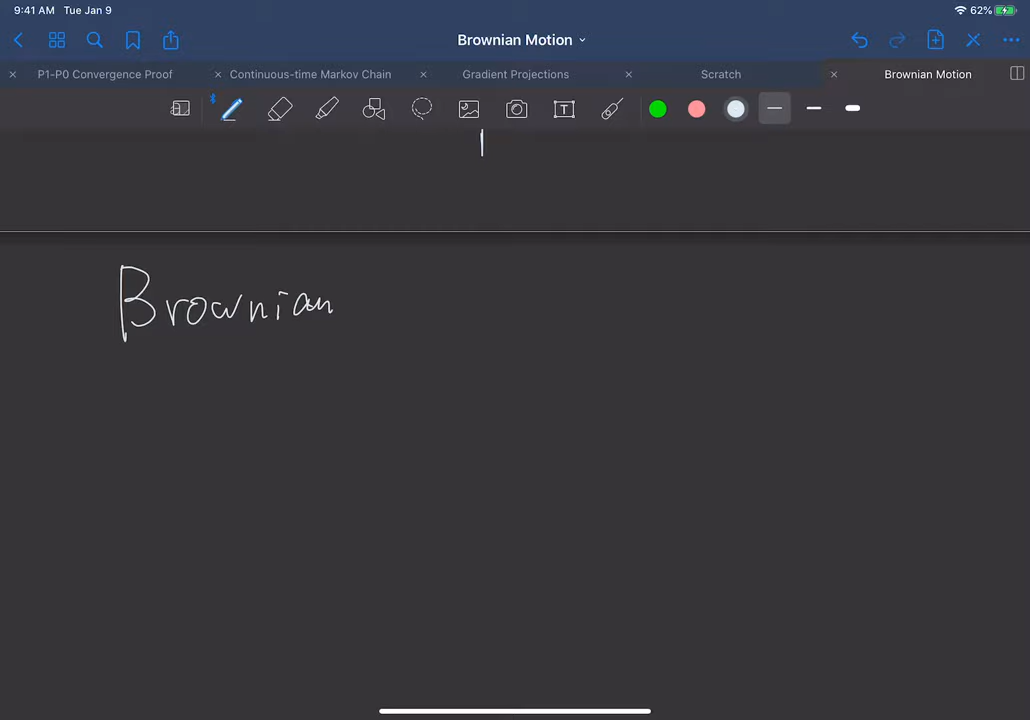 9:41 AM Tue Jan 9 62%
Brownian Motion
P1-P0 Convergence Proof Continuous-time Markov Chain Gradient Projections Scratch Brownian Motion
T
Brownian